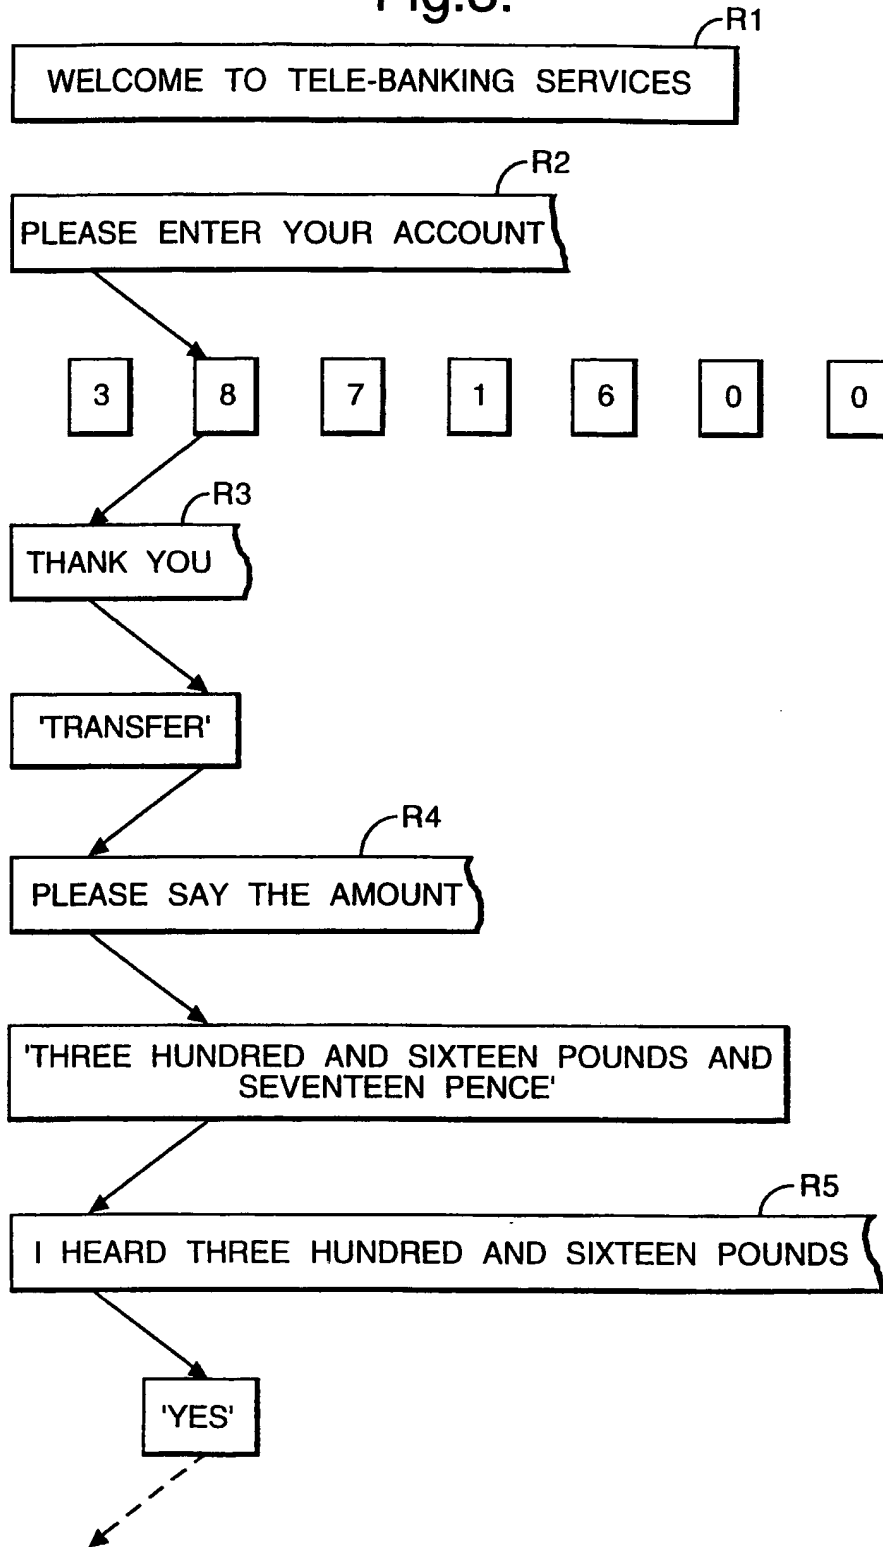 Fig.3.
R1
WELCOME TO TELE-BANKING SERVICES
R2
PLEASE ENTER YOUR ACCOUNT
3 8 7 1 6 0 0
R3
THANK YOU
'TRANSFER'
R4
PLEASE SAY THE AMOUNT
'THREE HUNDRED AND SIXTEEN POUNDS AND
SEVENTEEN PENCE'
R5
I HEARD THREE HUNDRED AND SIXTEEN POUNDS
'YES'